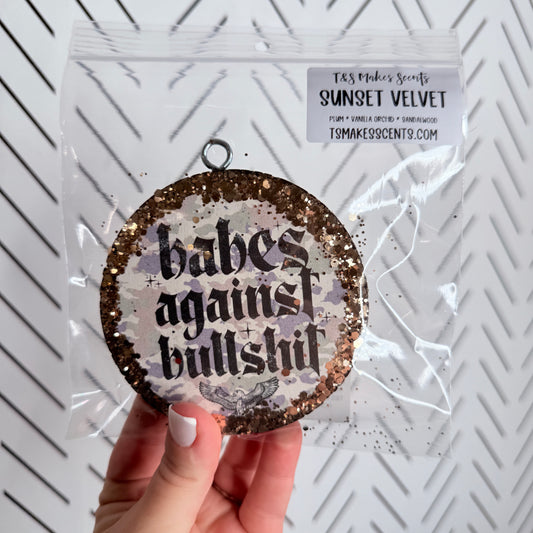 T&S Makes Scents
SUNSET VELVET
PLUM * VANILLA ORCHID * SANDALWOOD
TSMAKESSCENTS.COM
babes
against
bullshit